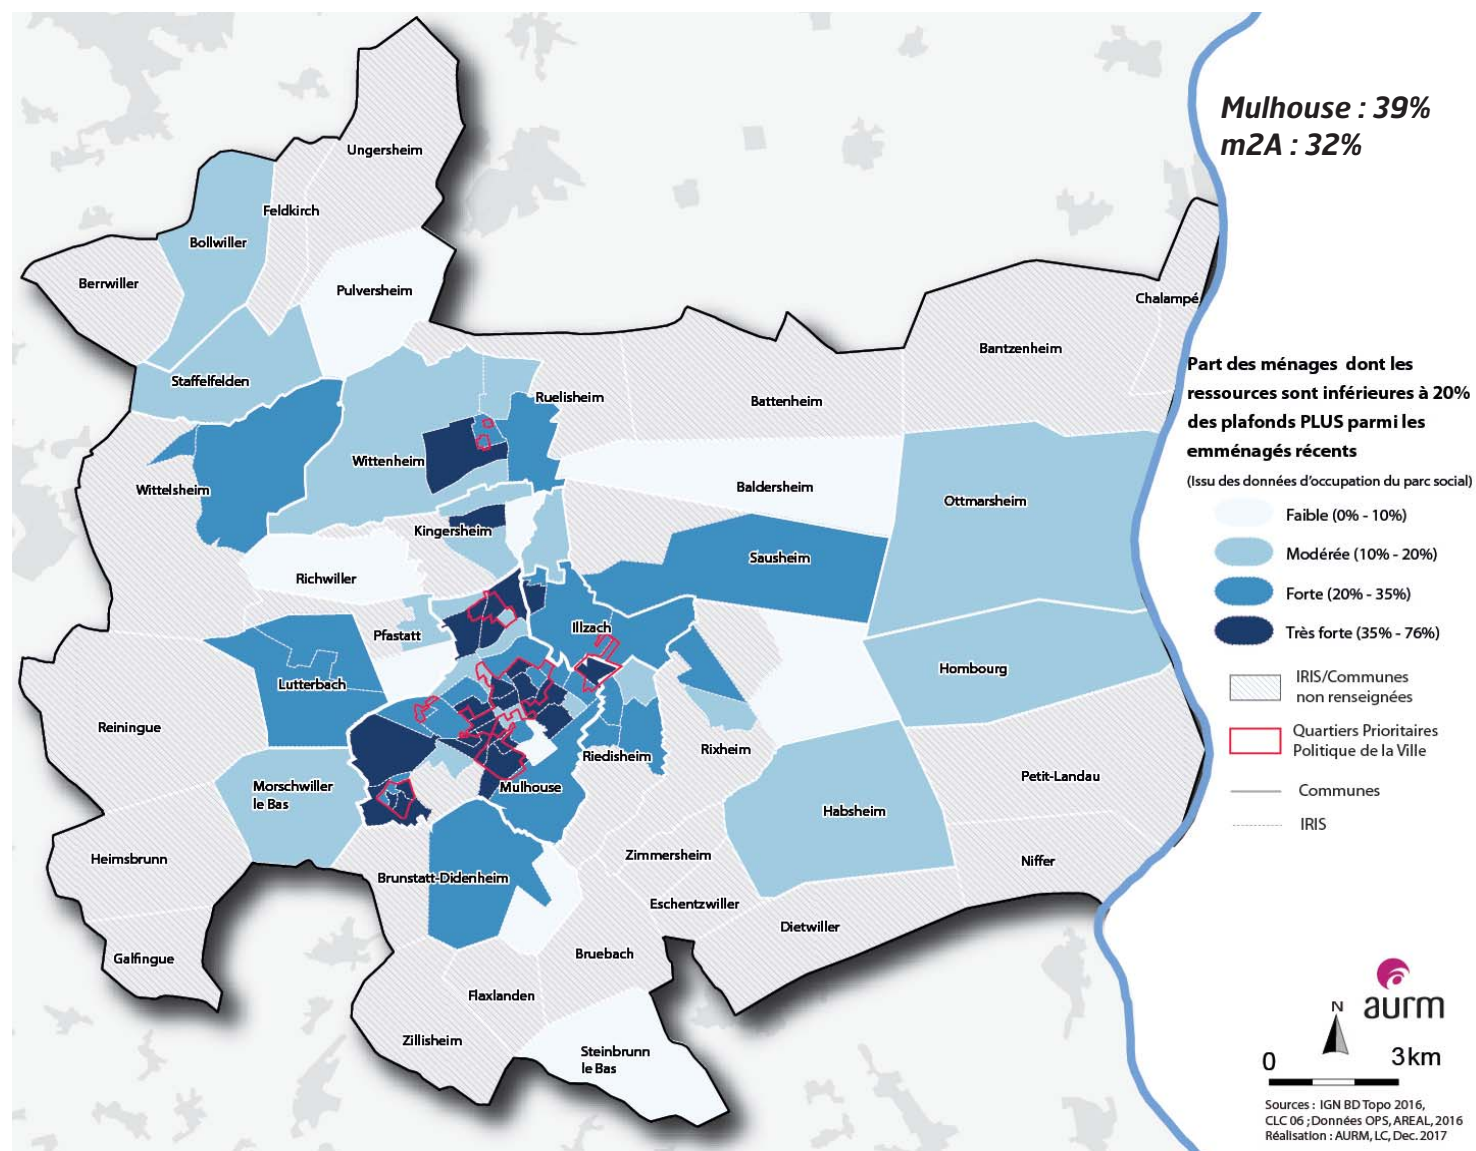 Mulhouse : 39%
m2A : 32%
Ungersheim
Feldkirch
Bollwiller
Berrwiller
Pulversheim
Chalampé
Bantzenheim
Staffelfelden
Ruelisheim
Battenheim
Wittenheim
Wittelsheim
Baldersheim
Ottmarsheim
Kingersheim
Sausheim
Richwiller
Illzach
Pfastatt
Hombourg
Lutterbach
Reiningue
Rixheim
Riedisheim
Petit-Landau
Mulhouse
Morschwiller
le Bas
Habsheim
Heimsbrunn
Zimmersheim
Niffer
Brunstatt-Didenheim
Eschentzwiller
Dietwiller
Galfingue
Bruebach
Flaxlanden
Zillisheim
Steinbrunn
le Bas
Part des ménages dont les
ressources sont inférieures à 20%
des plafonds PLUS parmi les
emménagés récents
(Issu des données d'occupation du parc social)
Faible (0% - 10%)
Modérée (10% - 20%)
Forte (20% - 35%)
Très forte (35% - 76%)
IRIS/Communes
non renseignées
Quartiers Prioritaires
Politique de la Ville
Communes
IRIS
aurm
N
0 3km
Sources : IGN BD Topo 2016,
CLC 06 ; Données OPS, AREAL, 2016
Réalisation : AURM, LC, Dec. 2017